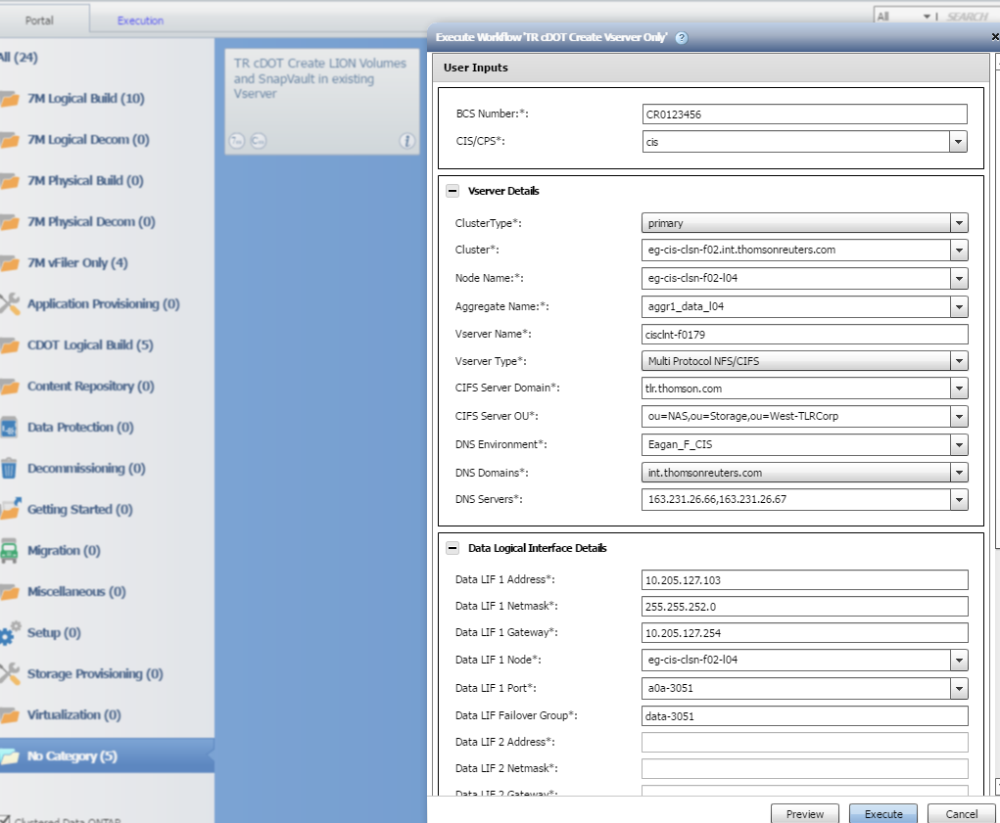 Portal
Execution
All
SEARCH
All (24)
7M Logical Build (10)
7M Logical Decom (0)
7M Physical Build (0)
7M Physical Decom (0)
7M vFiler Only (4)
Application Provisioning (0)
CDOT Logical Build (5)
Content Repository (0)
Data Protection (0)
Decommissioning (0)
Getting Started (0)
Migration (0)
Miscellaneous (0)
Setup (0)
Storage Provisioning (0)
Virtualization (0)
No Category (5)
Clustered Data ONTAP
TR cDOT Create LION Volumes
and SnapVault in existing
Vserver
Execute Workflow 'TR cDOT Create Vserver Only' ?
User Inputs
BCS Number:*: CR0123456
CIS/CPS*: cis
Vserver Details
ClusterType*: primary
Cluster*: eg-cis-clsn-f02.int.thomsonreuters.com
Node Name:*: eg-cis-clsn-f02-l04
Aggregate Name:*: aggr1_data_l04
Vserver Name*: ciscInt-f0179
Vserver Type*: Multi Protocol NFS/CIFS
CIFS Server Domain*: tlr.thomson.com
CIFS Server OU*: ou=NAS,ou=Storage,ou=West-TLRCorp
DNS Environment*: Eagan_F_CIS
DNS Domains*: int.thomsonreuters.com
DNS Servers*: 163.231.26.66,163.231.26.67
Data Logical Interface Details
Data LIF 1 Address*: 10.205.127.103
Data LIF 1 Netmask*: 255.255.252.0
Data LIF 1 Gateway*: 10.205.127.254
Data LIF 1 Node*: eg-cis-clsn-f02-l04
Data LIF 1 Port*: a0a-3051
Data LIF Failover Group*: data-3051
Data LIF 2 Address*:
Data LIF 2 Netmask*:
Data LIF 2 Gateway*:
Preview
Execute
Cancel